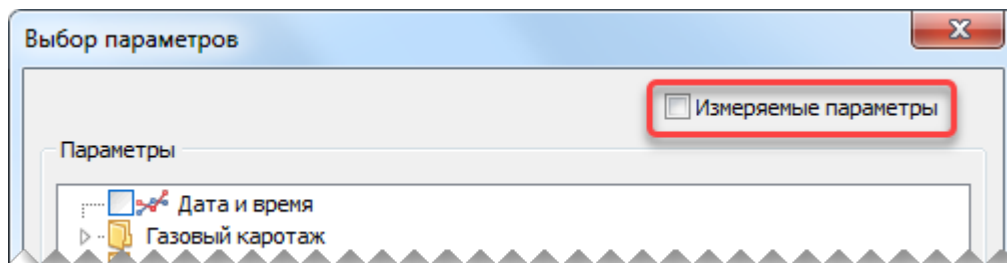 Выбор параметров
Измеряемые параметры
Параметры
Дата и время
Газовый каротаж